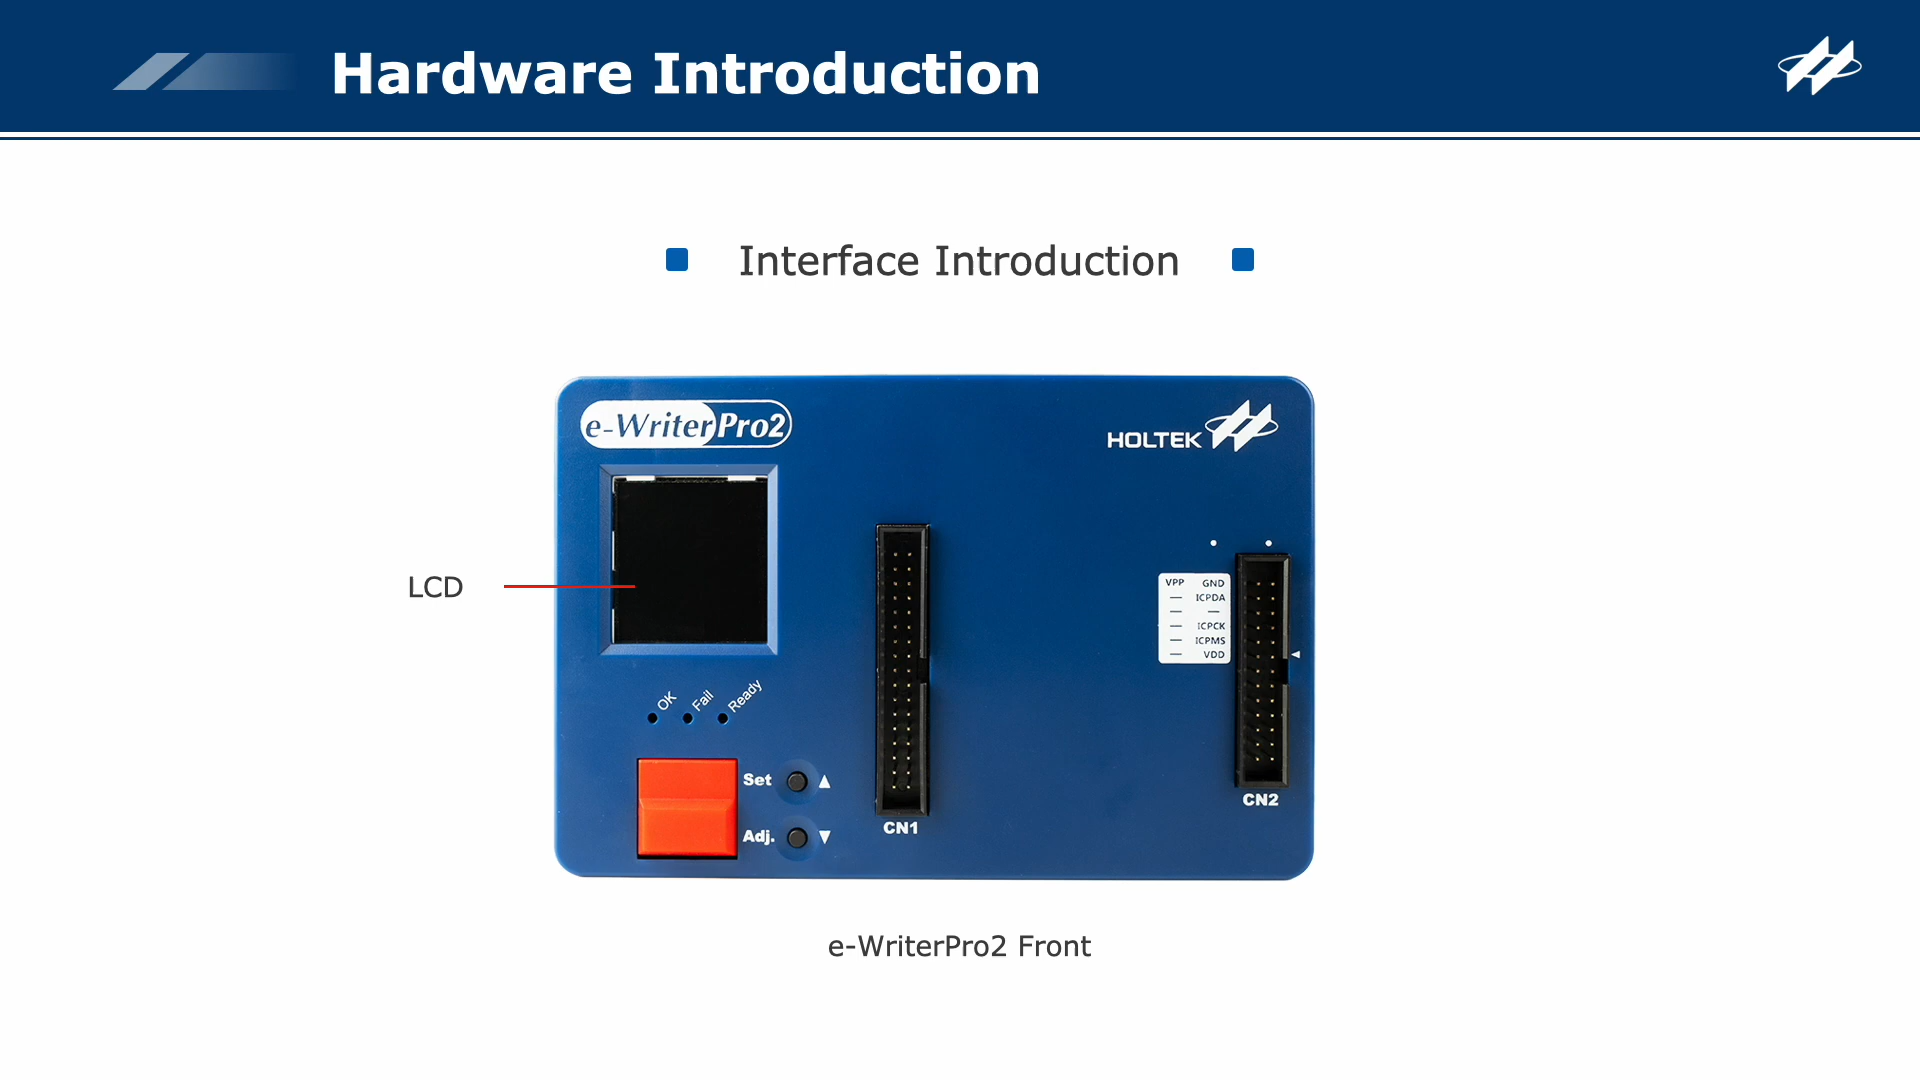 Hardware Introduction
Interface Introduction
e-WriterPro2
HOLTEK
LCD
VPP GND
— ICPDA
— —
— ICPCK
— ICPMS
— VDD
OK Fail Ready
Set ▲
Adj. ▼
CN1
CN2
e-WriterPro2 Front